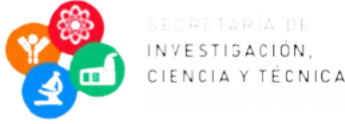 SECRETARÍA DE
INVESTIGACIÓN,
CIENCIA Y TÉCNICA